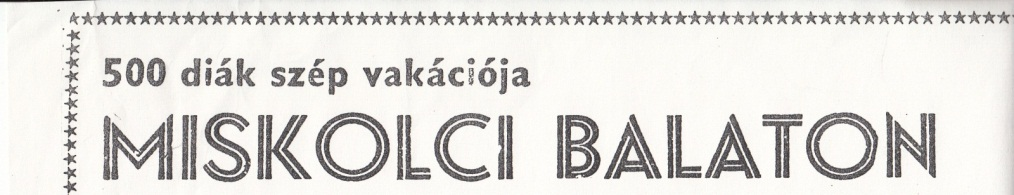 500 diák szép vakációja
MISKOLCI BALATON